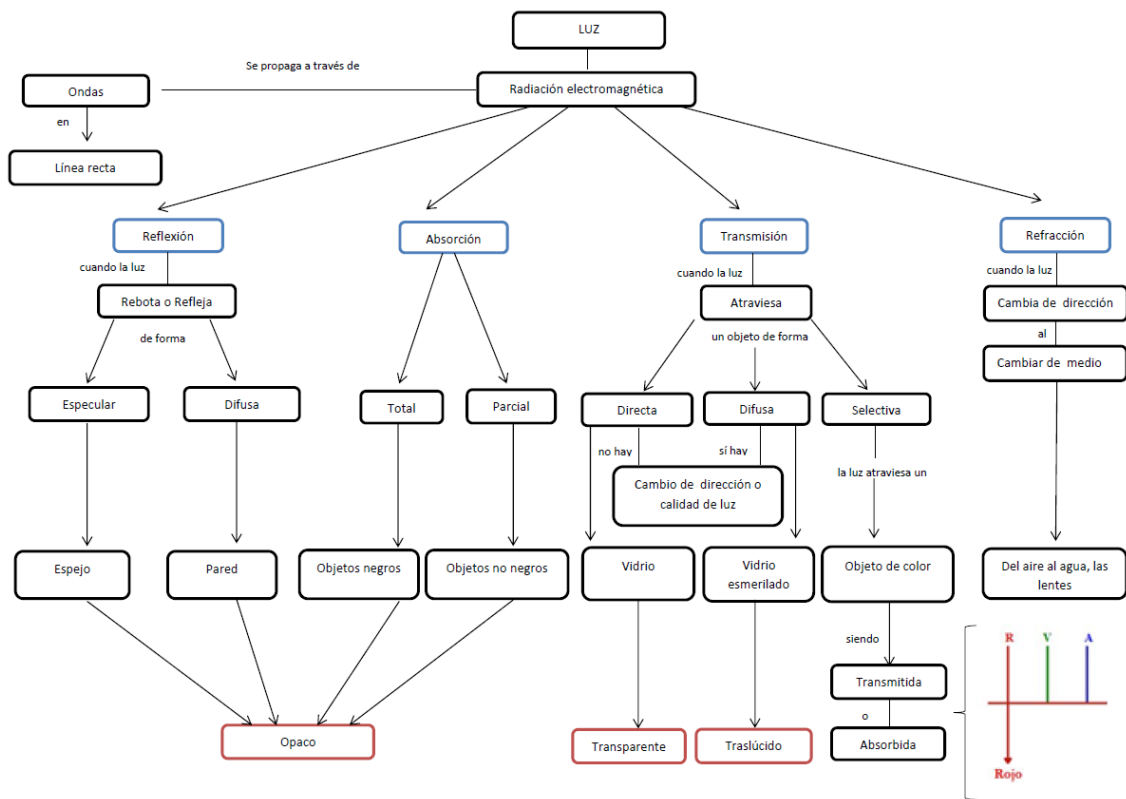 LUZ
Se propaga a través de
Ondas
Radiación electromagnética
en
Línea recta
Reflexión
Absorción
Transmisión
Refracción
cuando la luz
cuando la luz
cuando la luz
Rebota o Refleja
Atraviesa
Cambia de dirección
de forma
un objeto de forma
al
Cambiar de medio
Especular
Difusa
Total
Parcial
Directa
Difusa
Selectiva
no hay
sí hay
la luz atraviesa un
Cambio de dirección o
calidad de luz
Espejo
Pared
Objetos negros
Objetos no negros
Vidrio
Vidrio
esmerilado
Objeto de color
Del aire al agua, las
lentes
siendo
R
V
A
Transmitida
o
Opaco
Transparente
Traslúcido
Absorbida
Rojo